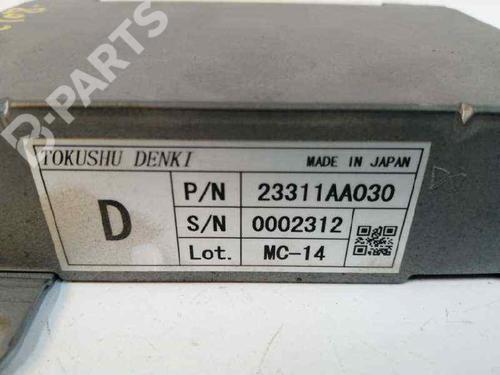 B-PARTS
TOKUSHU DENKI MADE IN JAPAN
D
P/N 23311AA030
S/N 0002312
Lot. MC-14